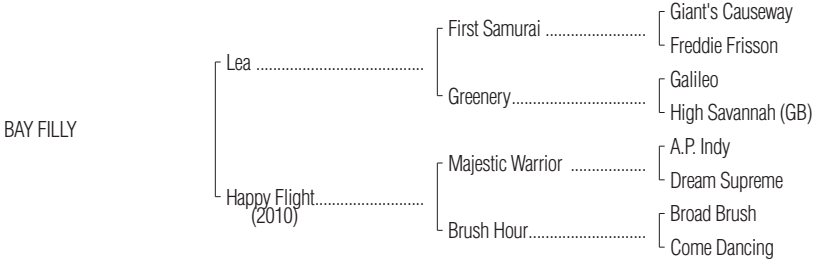 Giant's Causeway
First Samurai ........................
Freddie Frisson
Lea ........................................
Galileo
Greenery................................
High Savannah (GB)
BAY FILLY
A.P. Indy
Majestic Warrior ..................
Dream Supreme
Happy Flight..........................
(2010)
Broad Brush
Brush Hour............................
Come Dancing